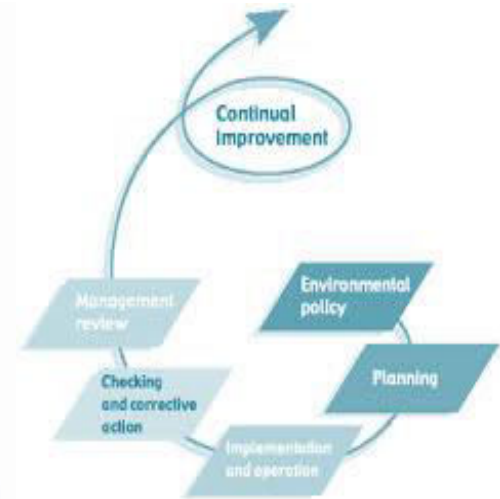 Continual
Improvement
Environmental
policy
Planning
Implementation
and operation
Checking
and corrective
action
Management
review